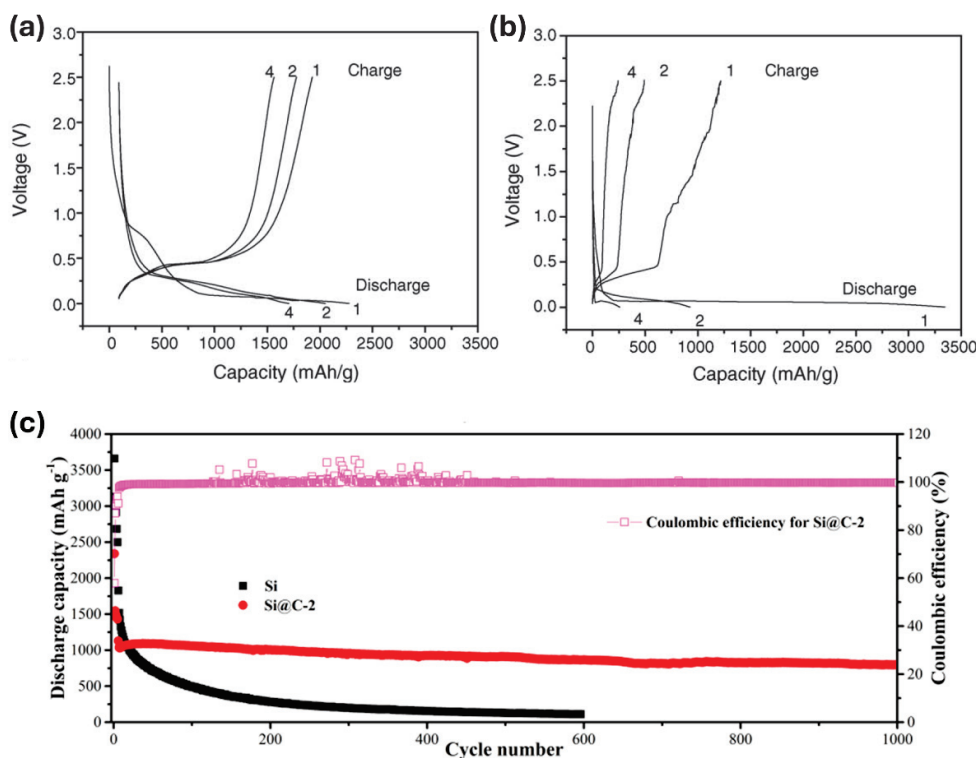 (a)
3.0
2.5
2.0
1.5
1.0
0.5
0.0
Voltage (V)
4 2 1 Charge
Discharge
4 2 1
0 500 1000 1500 2000 2500 3000 3500
Capacity (mAh/g)
(b)
3.0
2.5
2.0
1.5
1.0
0.5
0.0
Voltage (V)
4 2 1 Charge
Discharge
4 2 1
0 500 1000 1500 2000 2500 3000 3500
Capacity (mAh/g)
(c)
4000
3500
3000
2500
2000
1500
1000
500
0
Discharge capacity (mAh g⁻¹)
Coulombic efficiency for Si@C-2
Si
Si@C-2
120
100
80
60
40
20
0
Coulombic efficiency (%)
0 200 400 600 800 1000
Cycle number